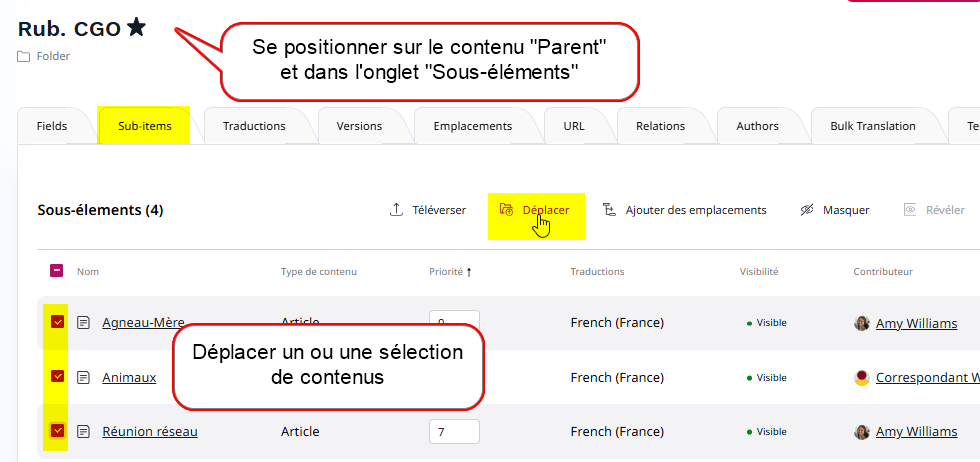 Rub. CGO
Folder
Se positionner sur le contenu "Parent"
et dans l'onglet "Sous-éléments"
Fields Sub-items Traductions Versions Emplacements URL Relations Authors Bulk Translation Te
Sous-élements (4) Téléverser Déplacer Ajouter des emplacements Masquer Révéler
Nom Type de contenu Priorité ↑ Traductions Visibilité Contributeur
Agneau-Mère Article 0 French (France) Visible Amy Williams
Déplacer un ou une sélection
de contenus
Animaux French (France) Visible Correspondant W
Réunion réseau Article 7 French (France) Visible Amy Williams